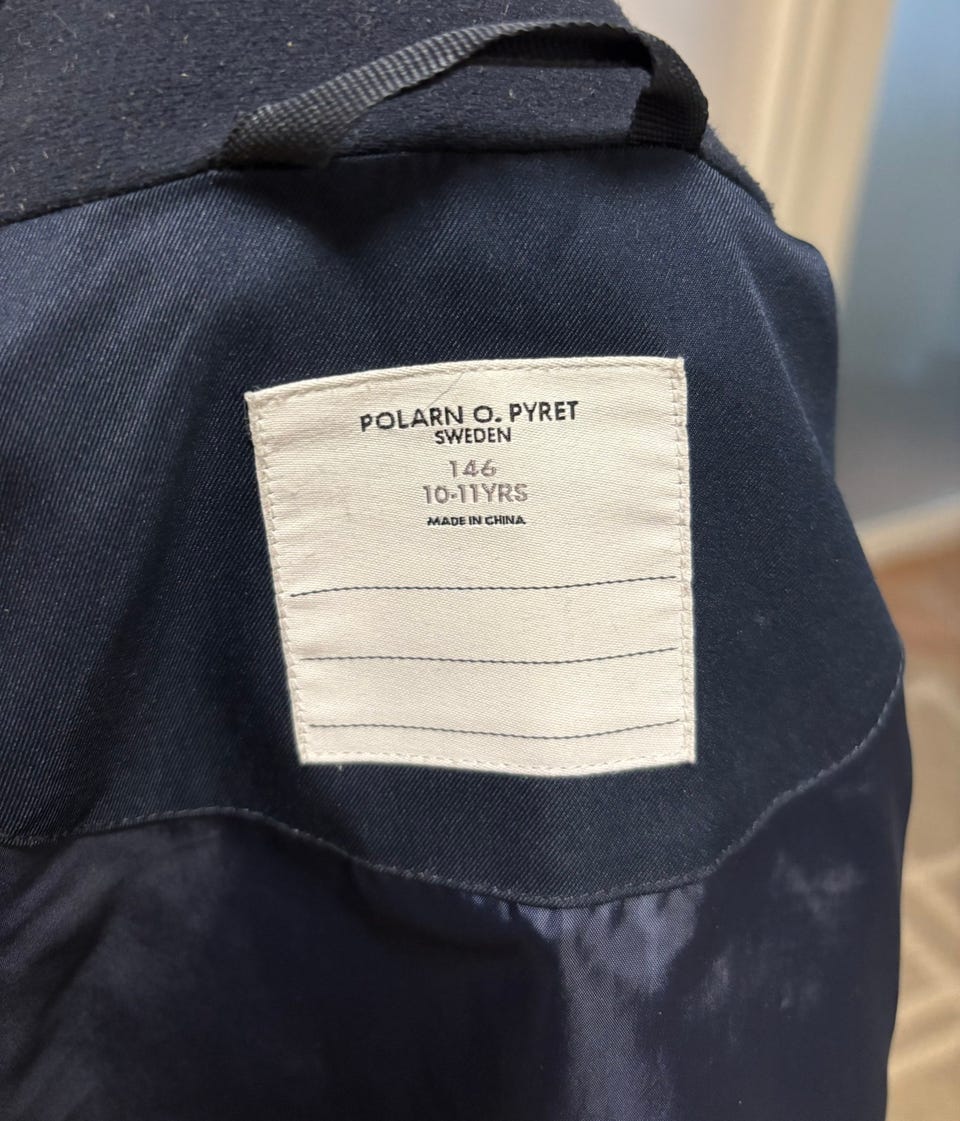 POLARN O. PYRET
SWEDEN
146
10-11YRS
MADE IN CHINA